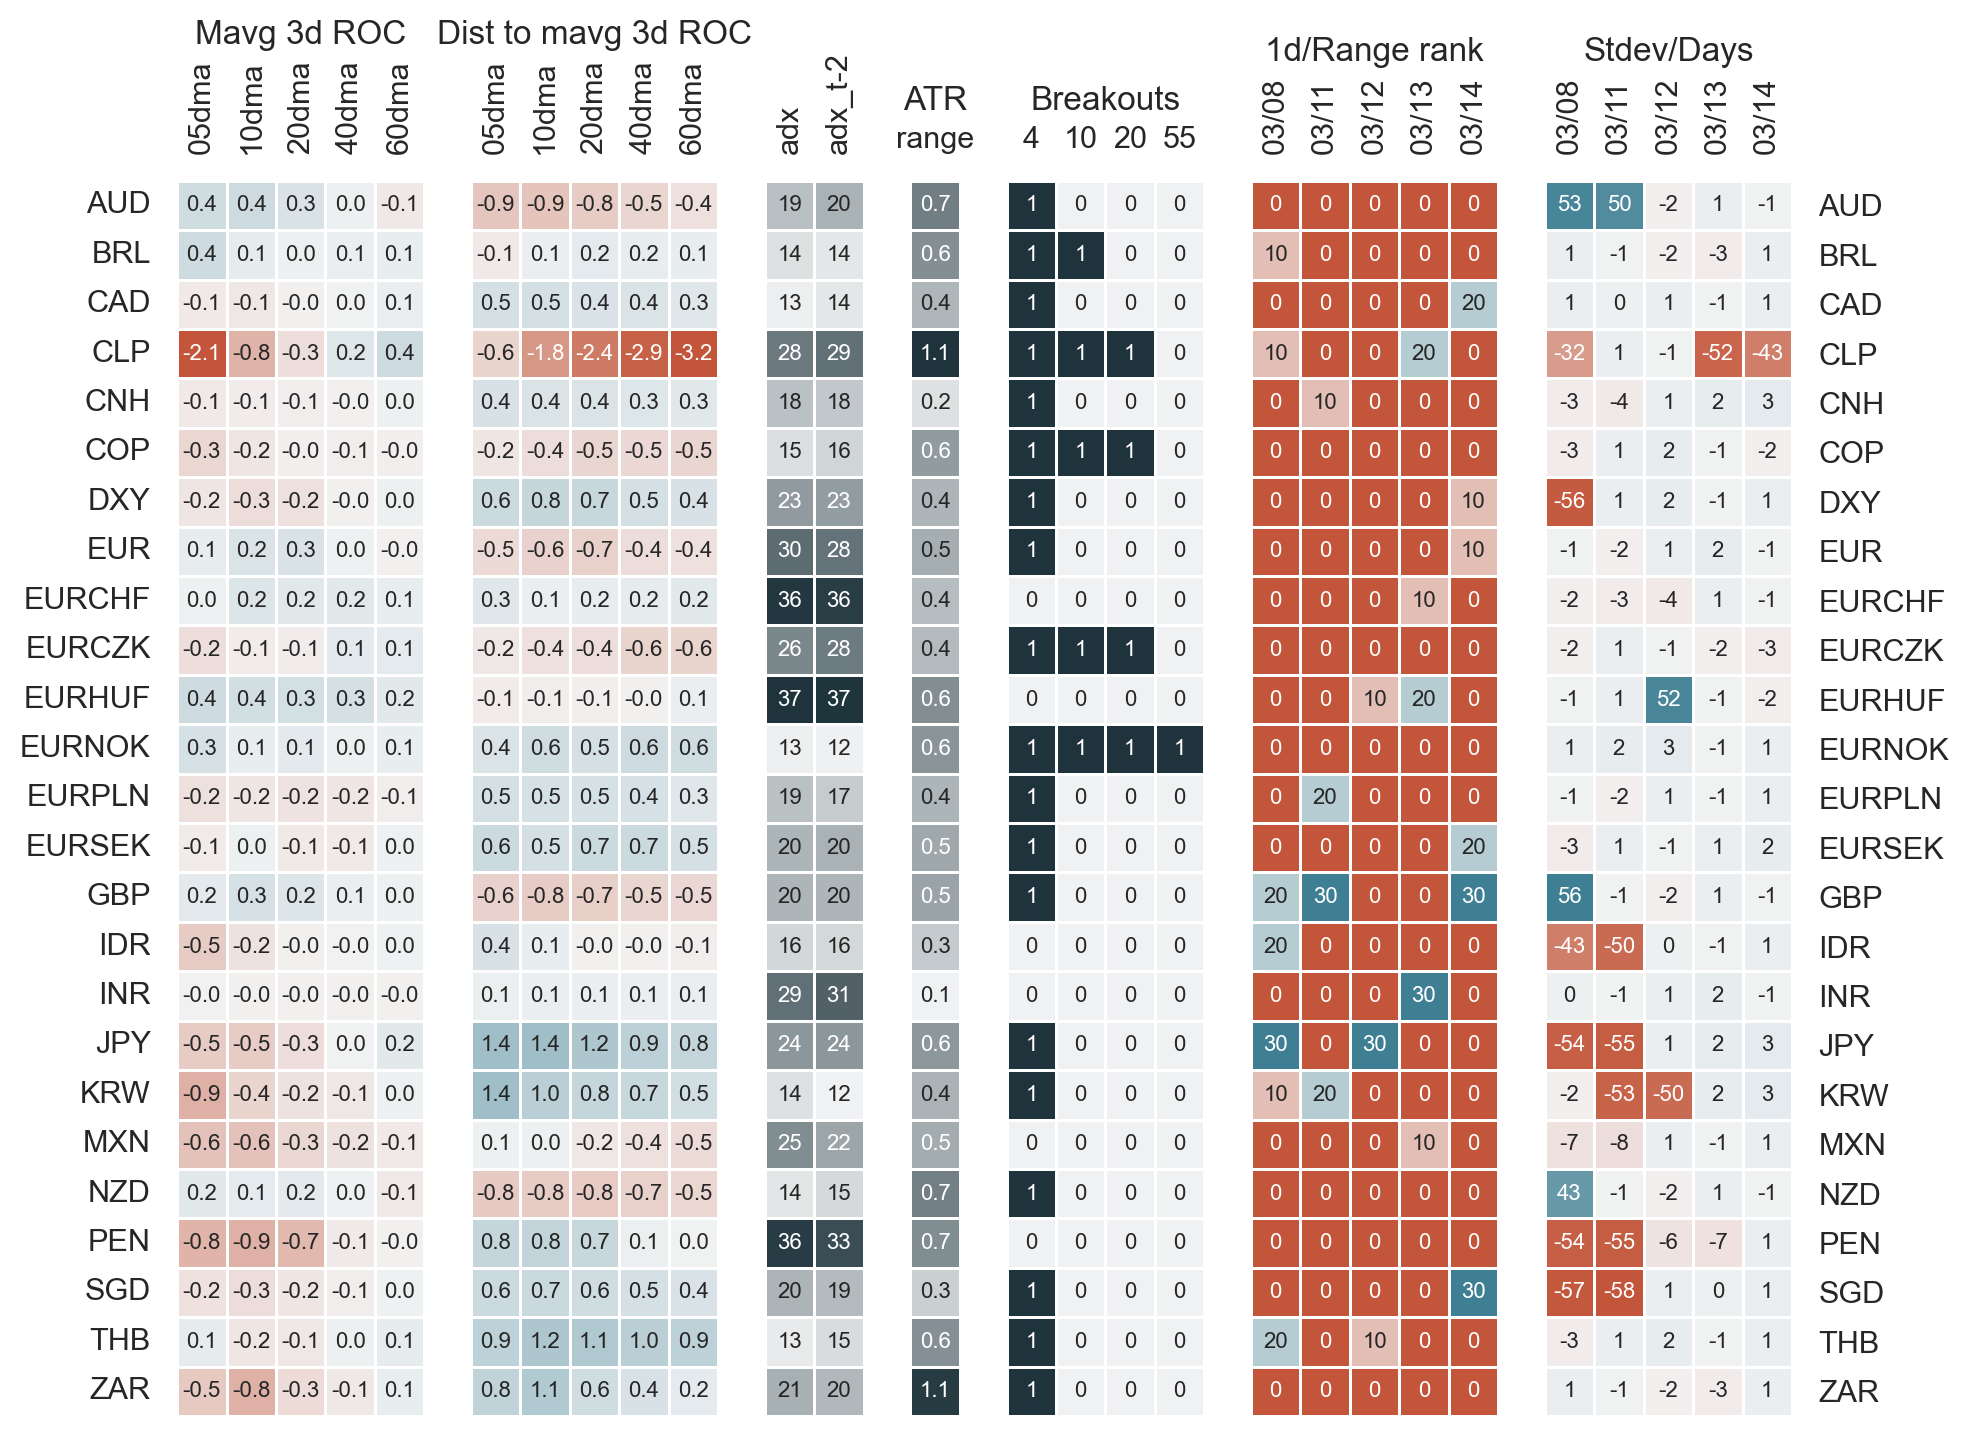 Mavg 3d ROC Dist to mavg 3d ROC 1d/Range rank Stdev/Days
ATR range Breakouts
05dma 10dma 20dma 40dma 60dma 05dma 10dma 20dma 40dma 60dma adx adx_t-2 4 10 20 55 03/08 03/11 03/12 03/13 03/14 03/08 03/11 03/12 03/13 03/14
AUD 0.4 0.4 0.3 0.0 -0.1 -0.9 -0.9 -0.8 -0.5 -0.4 19 20 0.7 1 0 0 0 0 0 0 0 0 53 50 -2 1 -1 AUD
BRL 0.4 0.1 0.0 0.1 0.1 -0.1 0.1 0.2 0.2 0.1 14 14 0.6 1 1 0 0 10 0 0 0 0 1 -1 -2 -3 1 BRL
CAD -0.1 -0.1 -0.0 0.0 0.1 0.5 0.5 0.4 0.4 0.3 13 14 0.4 1 0 0 0 0 0 0 0 20 1 0 1 -1 1 CAD
CLP -2.1 -0.8 -0.3 0.2 0.4 -0.6 -1.8 -2.4 -2.9 -3.2 28 29 1.1 1 1 1 0 10 0 0 20 0 -32 1 -1 -52 -43 CLP
CNH -0.1 -0.1 -0.1 -0.0 0.0 0.4 0.4 0.4 0.3 0.3 18 18 0.2 1 0 0 0 0 10 0 0 0 -3 -4 1 2 3 CNH
COP -0.3 -0.2 -0.0 -0.1 -0.0 -0.2 -0.4 -0.5 -0.5 -0.5 15 16 0.6 1 1 1 0 0 0 0 0 0 -3 1 2 -1 -2 COP
DXY -0.2 -0.3 -0.2 -0.0 0.0 0.6 0.8 0.7 0.5 0.4 23 23 0.4 1 0 0 0 0 0 0 0 10 -56 1 2 -1 1 DXY
EUR 0.1 0.2 0.3 0.0 -0.0 -0.5 -0.6 -0.7 -0.4 -0.4 30 28 0.5 1 0 0 0 0 0 0 0 10 -1 -2 1 2 -1 EUR
EURCHF 0.0 0.2 0.2 0.2 0.1 0.3 0.1 0.2 0.2 0.2 36 36 0.4 0 0 0 0 0 0 0 10 0 -2 -3 -4 1 -1 EURCHF
EURCZK -0.2 -0.1 -0.1 0.1 0.1 -0.2 -0.4 -0.4 -0.6 -0.6 26 28 0.4 1 1 1 0 0 0 0 0 0 -2 1 -1 -2 -3 EURCZK
EURHUF 0.4 0.4 0.3 0.3 0.2 -0.1 -0.1 -0.1 -0.0 0.1 37 37 0.6 0 0 0 0 0 0 10 20 0 -1 1 52 -1 -2 EURHUF
EURNOK 0.3 0.1 0.1 0.0 0.1 0.4 0.6 0.5 0.6 0.6 13 12 0.6 1 1 1 1 0 0 0 0 0 1 2 3 -1 1 EURNOK
EURPLN -0.2 -0.2 -0.2 -0.2 -0.1 0.5 0.5 0.5 0.4 0.3 19 17 0.4 1 0 0 0 0 20 0 0 0 -1 -2 1 -1 1 EURPLN
EURSEK -0.1 0.0 -0.1 -0.1 0.0 0.6 0.5 0.7 0.7 0.5 20 20 0.5 1 0 0 0 0 0 0 0 20 -3 1 -1 1 2 EURSEK
GBP 0.2 0.3 0.2 0.1 0.0 -0.6 -0.8 -0.7 -0.5 -0.5 20 20 0.5 1 0 0 0 20 30 0 0 30 56 -1 -2 1 -1 GBP
IDR -0.5 -0.2 -0.0 -0.0 0.0 0.4 0.1 -0.0 -0.0 -0.1 16 16 0.3 0 0 0 0 20 0 0 0 0 -43 -50 0 -1 1 IDR
INR -0.0 -0.0 -0.0 -0.0 -0.0 0.1 0.1 0.1 0.1 0.1 29 31 0.1 0 0 0 0 0 0 0 30 0 0 -1 1 2 -1 INR
JPY -0.5 -0.5 -0.3 0.0 0.2 1.4 1.4 1.2 0.9 0.8 24 24 0.6 1 0 0 0 30 0 30 0 0 -54 -55 1 2 3 JPY
KRW -0.9 -0.4 -0.2 -0.1 0.0 1.4 1.0 0.8 0.7 0.5 14 12 0.4 1 0 0 0 10 20 0 0 0 -2 -53 -50 2 3 KRW
MXN -0.6 -0.6 -0.3 -0.2 -0.1 0.1 0.0 -0.2 -0.4 -0.5 25 22 0.5 0 0 0 0 0 0 0 10 0 -7 -8 1 -1 1 MXN
NZD 0.2 0.1 0.2 0.0 -0.1 -0.8 -0.8 -0.8 -0.7 -0.5 14 15 0.7 1 0 0 0 0 0 0 0 0 43 -1 -2 1 -1 NZD
PEN -0.8 -0.9 -0.7 -0.1 -0.0 0.8 0.8 0.7 0.1 0.0 36 33 0.7 0 0 0 0 0 0 0 0 0 -54 -55 -6 -7 1 PEN
SGD -0.2 -0.3 -0.2 -0.1 0.0 0.6 0.7 0.6 0.5 0.4 20 19 0.3 1 0 0 0 0 0 0 0 30 -57 -58 1 0 1 SGD
THB 0.1 -0.2 -0.1 0.0 0.1 0.9 1.2 1.1 1.0 0.9 13 15 0.6 1 0 0 0 20 0 10 0 0 -3 1 2 -1 1 THB
ZAR -0.5 -0.8 -0.3 -0.1 0.1 0.8 1.1 0.6 0.4 0.2 21 20 1.1 1 0 0 0 0 0 0 0 0 1 -1 -2 -3 1 ZAR